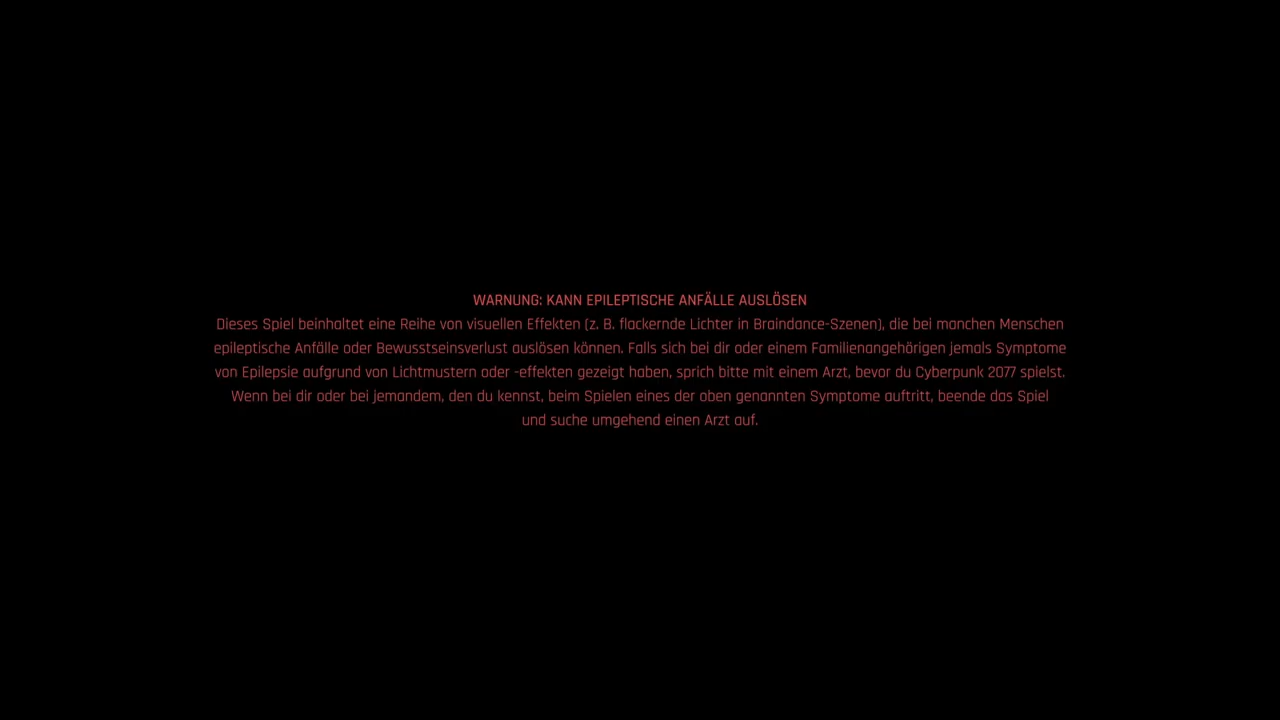 WARNUNG: KANN EPILEPTISCHE ANFÄLLE AUSLÖSEN
Dieses Spiel beinhaltet eine Reihe von visuellen Effekten (z. B. flackernde Lichter in Braindance-Szenen), die bei manchen Menschen
epileptische Anfälle oder Bewusstseinsverlust auslösen können. Falls sich bei dir oder einem Familienangehörigen jemals Symptome
von Epilepsie aufgrund von Lichtmustern oder -effekten gezeigt haben, sprich bitte mit einem Arzt, bevor du Cyberpunk 2077 spielst.
Wenn bei dir oder bei jemandem, den du kennst, beim Spielen eines der oben genannten Symptome auftritt, beende das Spiel
und suche umgehend einen Arzt auf.